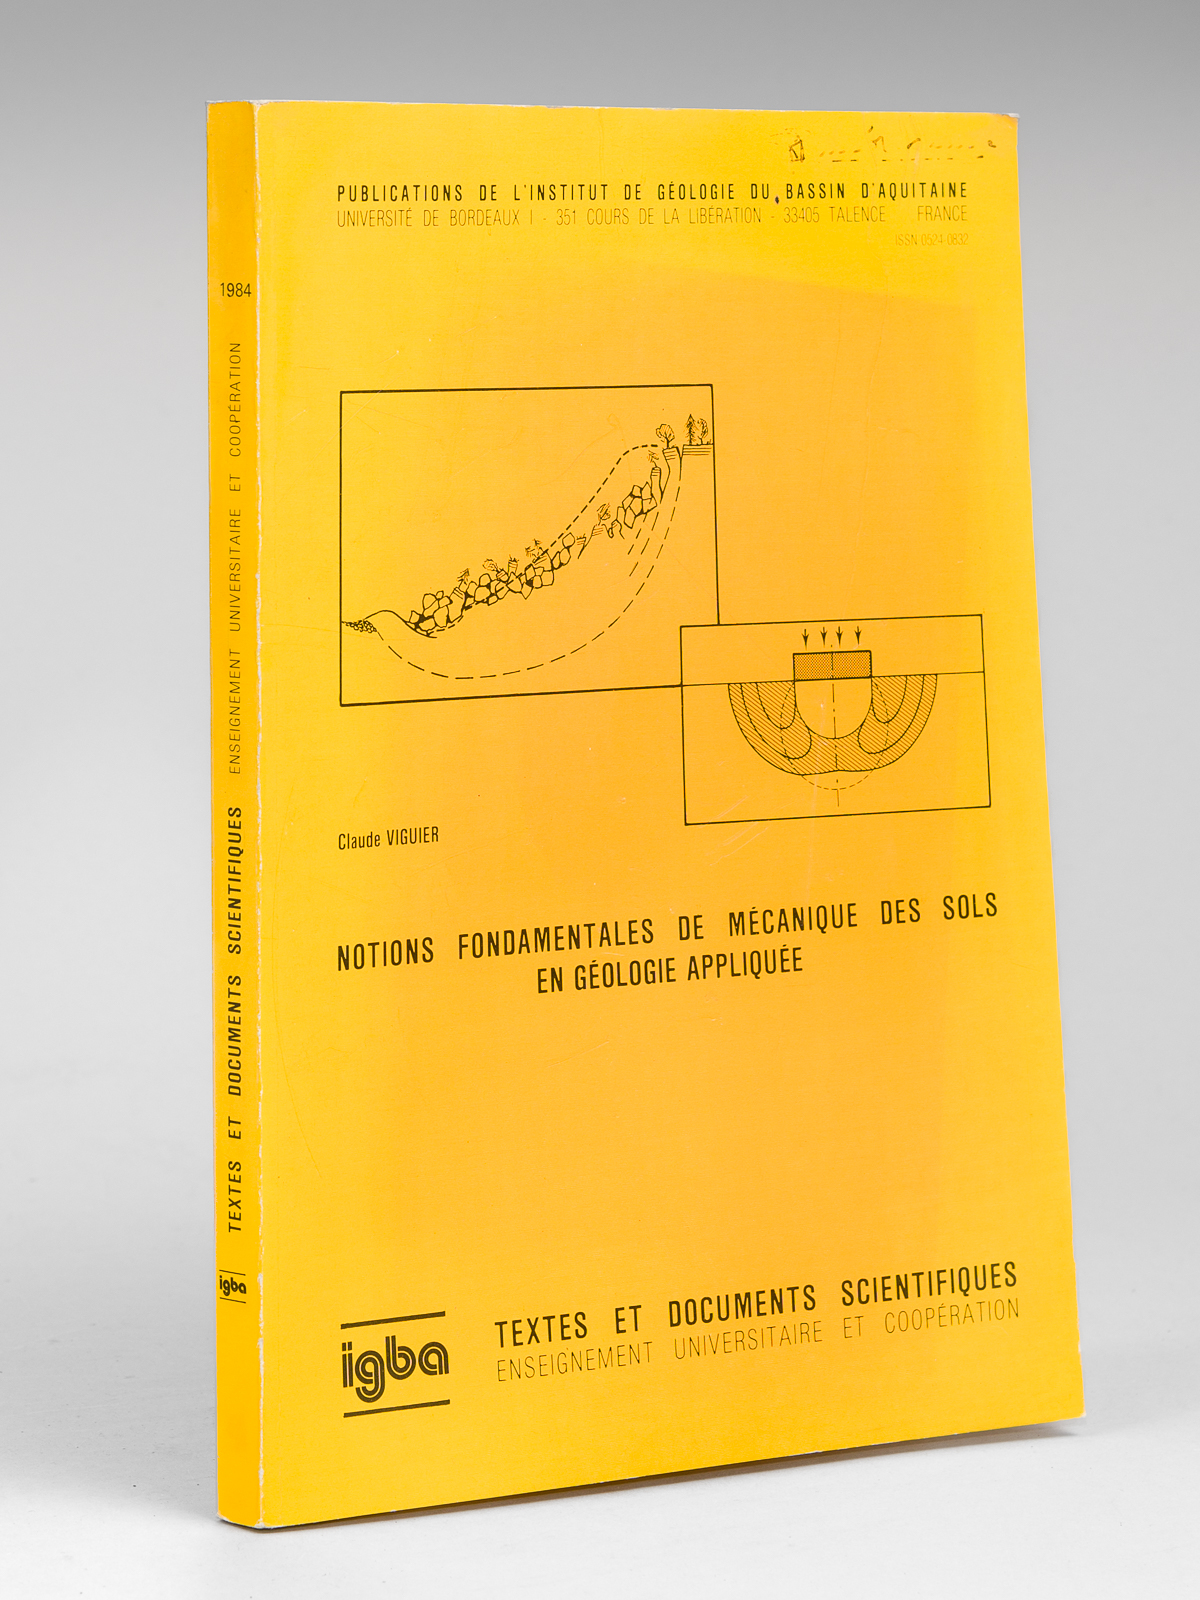 PUBLICATIONS DE L'INSTITUT DE GÉOLOGIE DU BASSIN D'AQUITAINE
UNIVERSITÉ DE BORDEAUX I - 351 COURS DE LA LIBÉRATION - 33405 TALENCE FRANCE
ISSN 0524-0832
Claude VIGUIER
NOTIONS FONDAMENTALES DE MÉCANIQUE DES SOLS
EN GÉOLOGIE APPLIQUÉE
igba
TEXTES ET DOCUMENTS SCIENTIFIQUES
ENSEIGNEMENT UNIVERSITAIRE ET COOPÉRATION
1984
TEXTES ET DOCUMENTS SCIENTIFIQUES ENSEIGNEMENT UNIVERSITAIRE ET COOPÉRATION
igba